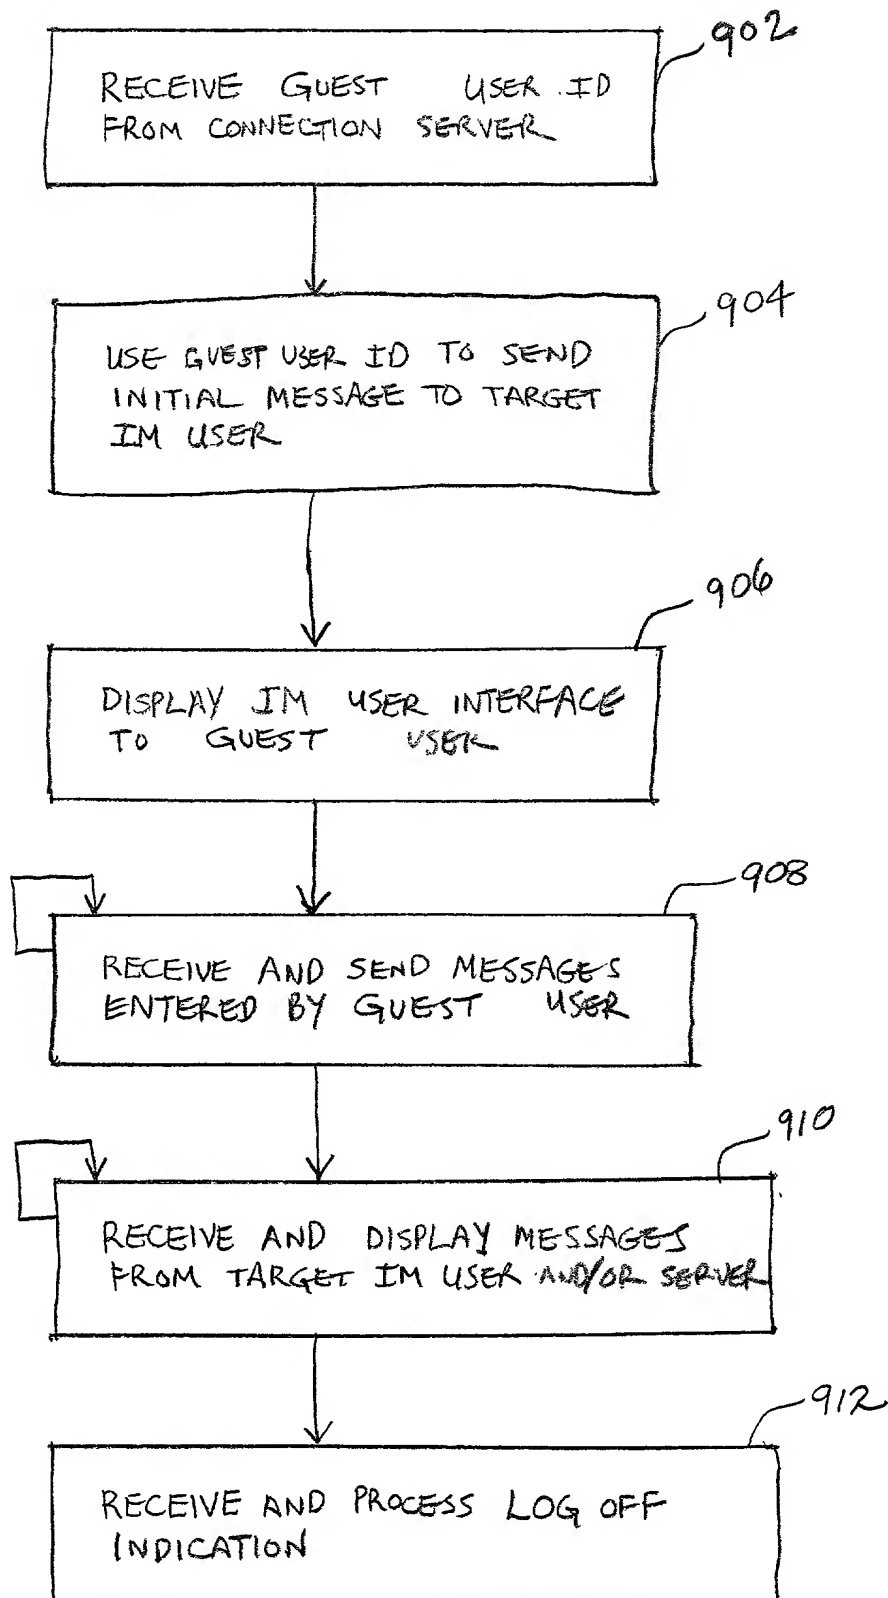 902
RECEIVE GUEST USER ID
FROM CONNECTION SERVER
904
USE GUEST USER ID TO SEND
INITIAL MESSAGE TO TARGET
IM USER
906
DISPLAY IM USER INTERFACE
TO GUEST USER
908
RECEIVE AND SEND MESSAGES
ENTERED BY GUEST USER
910
RECEIVE AND DISPLAY MESSAGES
FROM TARGET IM USER AND/OR SERVER
912
RECEIVE AND PROCESS LOG OFF
INDICATION